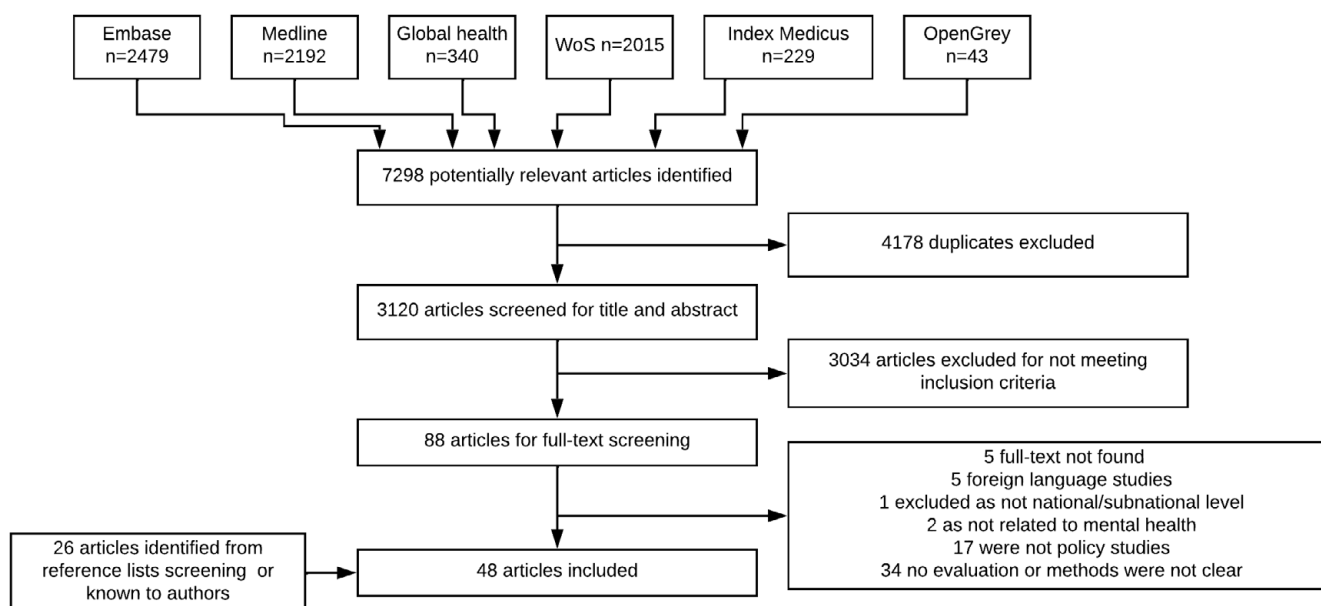 Embase
n=2479
Medline
n=2192
Global health
n=340
WoS n=2015
Index Medicus
n=229
OpenGrey
n=43
7298 potentially relevant articles identified
4178 duplicates excluded
3120 articles screened for title and abstract
3034 articles excluded for not meeting
inclusion criteria
88 articles for full-text screening
5 full-text not found
5 foreign language studies
1 excluded as not national/subnational level
2 as not related to mental health
17 were not policy studies
34 no evaluation or methods were not clear
26 articles identified from
reference lists screening or
known to authors
48 articles included